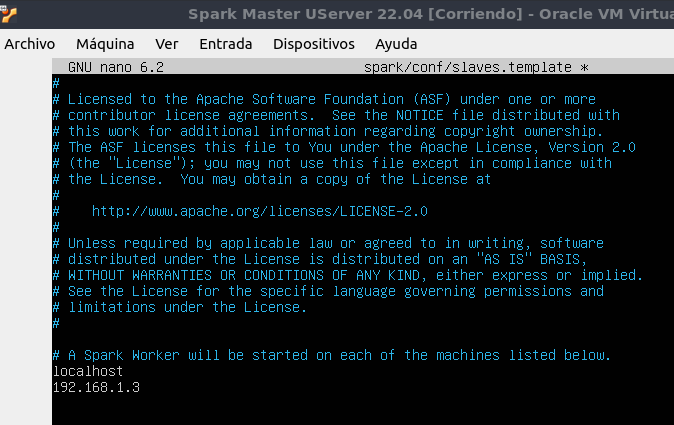 Spark Master UServer 22.04 [Corriendo] - Oracle VM Virtua
Archivo Máquina Ver Entrada Dispositivos Ayuda
GNU nano 6.2 spark/conf/slaves.template *
#
# Licensed to the Apache Software Foundation (ASF) under one or more
# contributor license agreements.  See the NOTICE file distributed with
# this work for additional information regarding copyright ownership.
# The ASF licenses this file to You under the Apache License, Version 2.0
# (the "License"); you may not use this file except in compliance with
# the License.  You may obtain a copy of the License at
#
#    http://www.apache.org/licenses/LICENSE-2.0
#
# Unless required by applicable law or agreed to in writing, software
# distributed under the License is distributed on an "AS IS" BASIS,
# WITHOUT WARRANTIES OR CONDITIONS OF ANY KIND, either express or implied.
# See the License for the specific language governing permissions and
# limitations under the License.
#
# A Spark Worker will be started on each of the machines listed below.
localhost
192.168.1.3